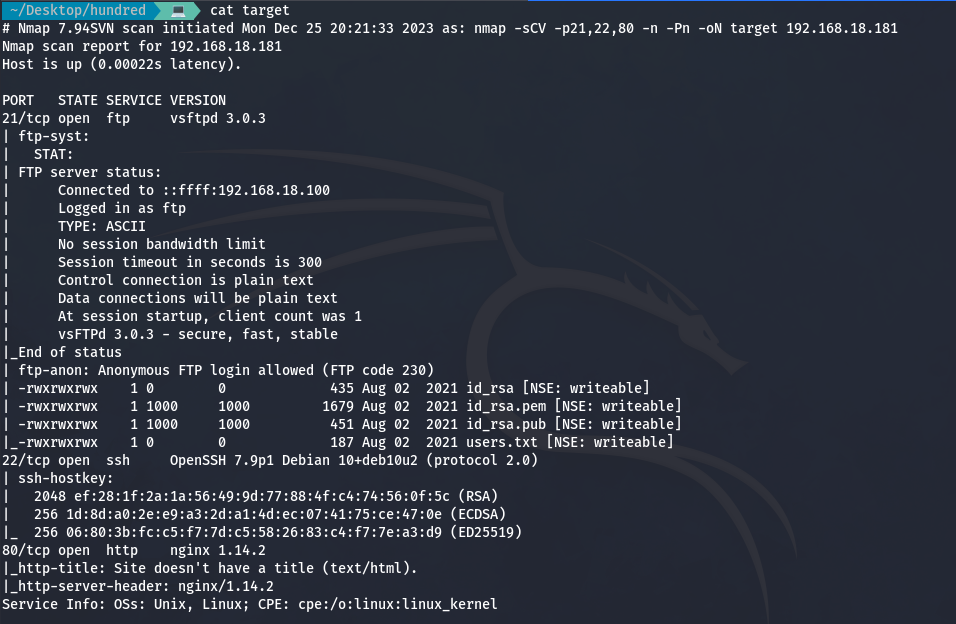 ~/Desktop/hundred cat target
# Nmap 7.94SVN scan initiated Mon Dec 25 20:21:33 2023 as: nmap -sCV -p21,22,80 -n -Pn -oN target 192.168.18.181
Nmap scan report for 192.168.18.181
Host is up (0.00022s latency).

PORT   STATE SERVICE VERSION
21/tcp open  ftp     vsftpd 3.0.3
| ftp-syst:
|   STAT:
| FTP server status:
|      Connected to ::ffff:192.168.18.100
|      Logged in as ftp
|      TYPE: ASCII
|      No session bandwidth limit
|      Session timeout in seconds is 300
|      Control connection is plain text
|      Data connections will be plain text
|      At session startup, client count was 1
|      vsFTPd 3.0.3 - secure, fast, stable
|_End of status
| ftp-anon: Anonymous FTP login allowed (FTP code 230)
| -rwxrwxrwx    1 0        0             435 Aug 02  2021 id_rsa [NSE: writeable]
| -rwxrwxrwx    1 1000     1000         1679 Aug 02  2021 id_rsa.pem [NSE: writeable]
| -rwxrwxrwx    1 1000     1000          451 Aug 02  2021 id_rsa.pub [NSE: writeable]
|_-rwxrwxrwx    1 0        0             187 Aug 02  2021 users.txt [NSE: writeable]
22/tcp open  ssh     OpenSSH 7.9p1 Debian 10+deb10u2 (protocol 2.0)
| ssh-hostkey:
|   2048 ef:28:1f:2a:1a:56:49:9d:77:88:4f:c4:74:56:0f:5c (RSA)
|   256 1d:8d:a0:2e:e9:a3:2d:a1:4d:ec:07:41:75:ce:47:0e (ECDSA)
|_  256 06:80:3b:fc:c5:f7:7d:c5:58:26:83:c4:f7:7e:a3:d9 (ED25519)
80/tcp open  http    nginx 1.14.2
|_http-title: Site doesn't have a title (text/html).
|_http-server-header: nginx/1.14.2
Service Info: OSs: Unix, Linux; CPE: cpe:/o:linux:linux_kernel